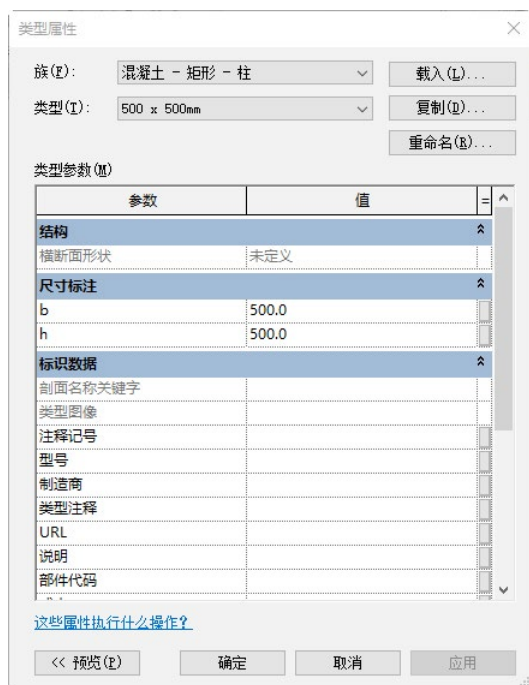 类型属性
族(F): 混凝土 - 矩形 - 柱 载入(L)...
类型(T): 500 x 500mm 复制(D)...
重命名(R)...
类型参数(M)
参数 值 =
结构
横断面形状 未定义
尺寸标注
b 500.0
h 500.0
标识数据
剖面名称关键字
类型图像
注释记号
型号
制造商
类型注释
URL
说明
部件代码
这些属性执行什么操作?
<< 预览(P) 确定 取消 应用